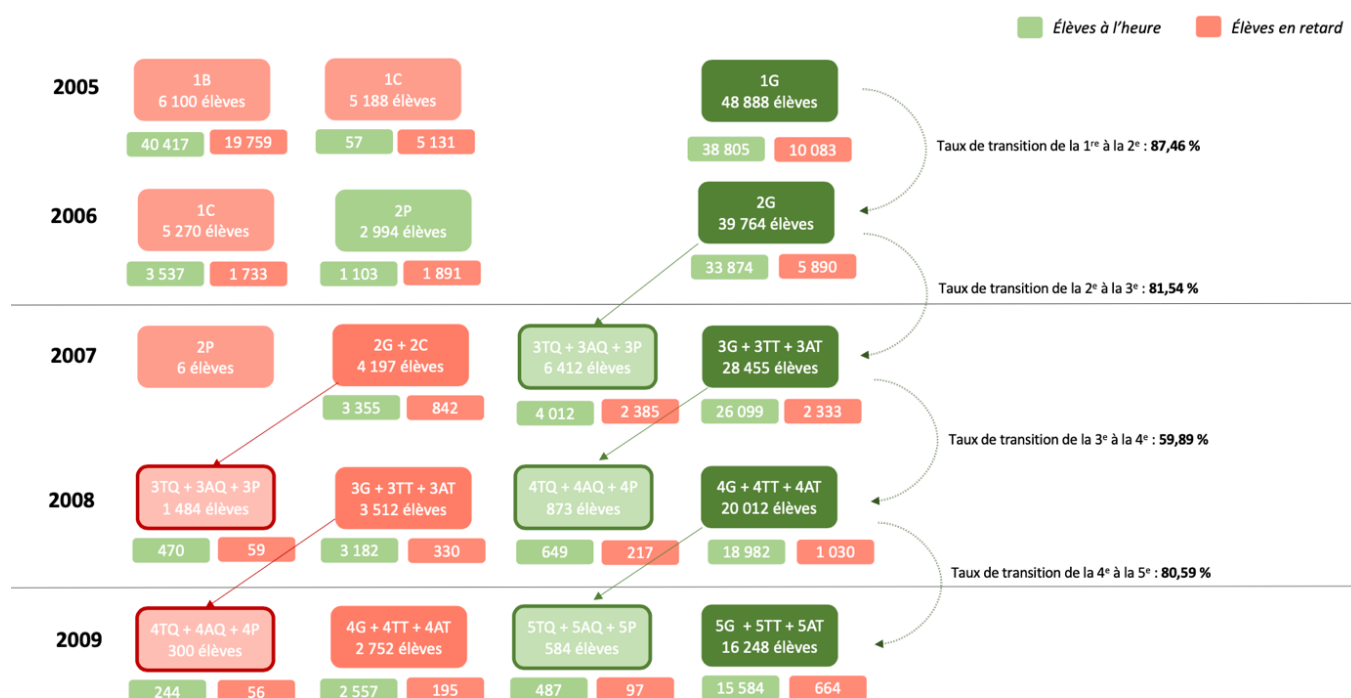 Élèves à l'heure Élèves en retard
2005
1B
6 100 élèves
1C
5 188 élèves
1G
48 888 élèves
40 417 19 759 57 5 131 38 805 10 083
Taux de transition de la 1re à la 2e : 87,46 %
2006
1C
5 270 élèves
2P
2 994 élèves
2G
39 764 élèves
3 537 1 733 1 103 1 891 33 874 5 890
Taux de transition de la 2e à la 3e : 81,54 %
2007
2P
6 élèves
2G + 2C
4 197 élèves
3TQ + 3AQ + 3P
6 412 élèves
3G + 3TT + 3AT
28 455 élèves
3 355 842 4 012 2 385 26 099 2 333
Taux de transition de la 3e à la 4e : 59,89 %
2008
3TQ + 3AQ + 3P
1 484 élèves
3G + 3TT + 3AT
3 512 élèves
4TQ + 4AQ + 4P
873 élèves
4G + 4TT + 4AT
20 012 élèves
470 59 3 182 330 649 217 18 982 1 030
Taux de transition de la 4e à la 5e : 80,59 %
2009
4TQ + 4AQ + 4P
300 élèves
4G + 4TT + 4AT
2 752 élèves
5TQ + 5AQ + 5P
584 élèves
5G + 5TT + 5AT
16 248 élèves
244 56 2 557 195 487 97 15 584 664